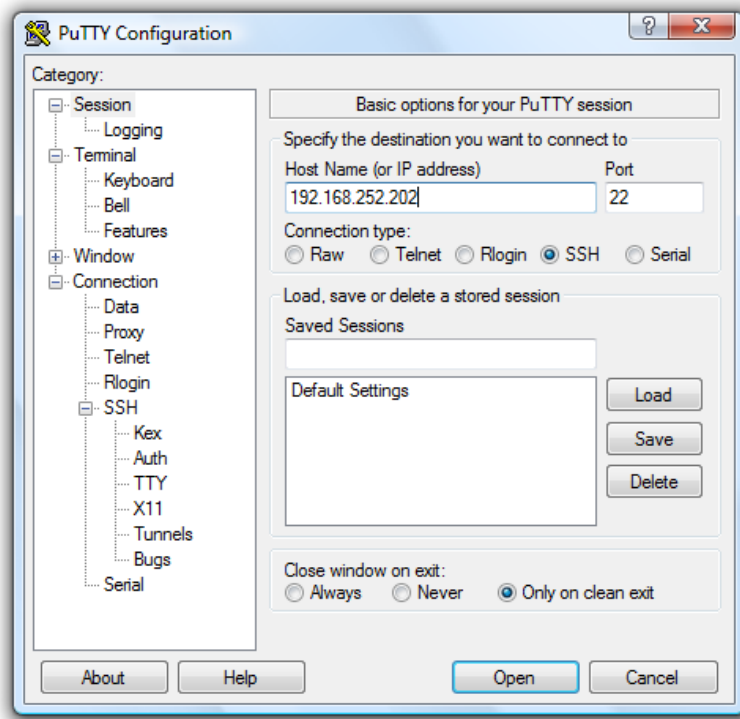 PuTTY Configuration
?
X
Category:
Session
Logging
Terminal
Keyboard
Bell
Features
Window
Connection
Data
Proxy
Telnet
Rlogin
SSH
Kex
Auth
TTY
X11
Tunnels
Bugs
Serial
Basic options for your PuTTY session
Specify the destination you want to connect to
Host Name (or IP address) Port
192.168.252.202 22
Connection type:
Raw Telnet Rlogin SSH Serial
Load, save or delete a stored session
Saved Sessions
Default Settings
Load
Save
Delete
Close window on exit:
Always Never Only on clean exit
About Help Open Cancel